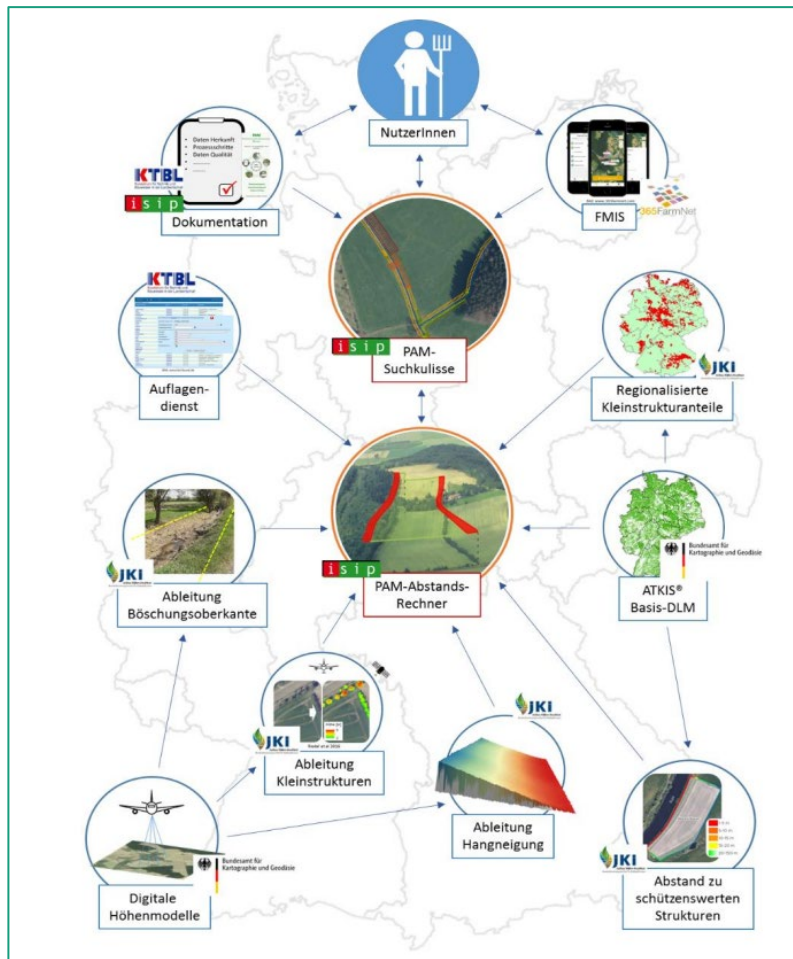 NutzerInnen
• Daten Herkunft
• Prozessschritte
• Daten Qualität
KTBL
isip
Dokumentation
FMIS
365FarmNet
KTBL
Auflagen-
dienst
isip
PAM-
Suchkulisse
JKI
Regionalisierte
Kleinstrukturanteile
JKI
Ableitung
Böschungsoberkante
isip
PAM-Abstands-
Rechner
Bundesamt für
Kartographie und Geodäsie
ATKIS®
Basis-DLM
JKI
Ableitung
Kleinstrukturen
JKI
Ableitung
Hangneigung
Bundesamt für
Kartographie und Geodäsie
Digitale
Höhenmodelle
JKI
Abstand zu
schützenswerten
Strukturen